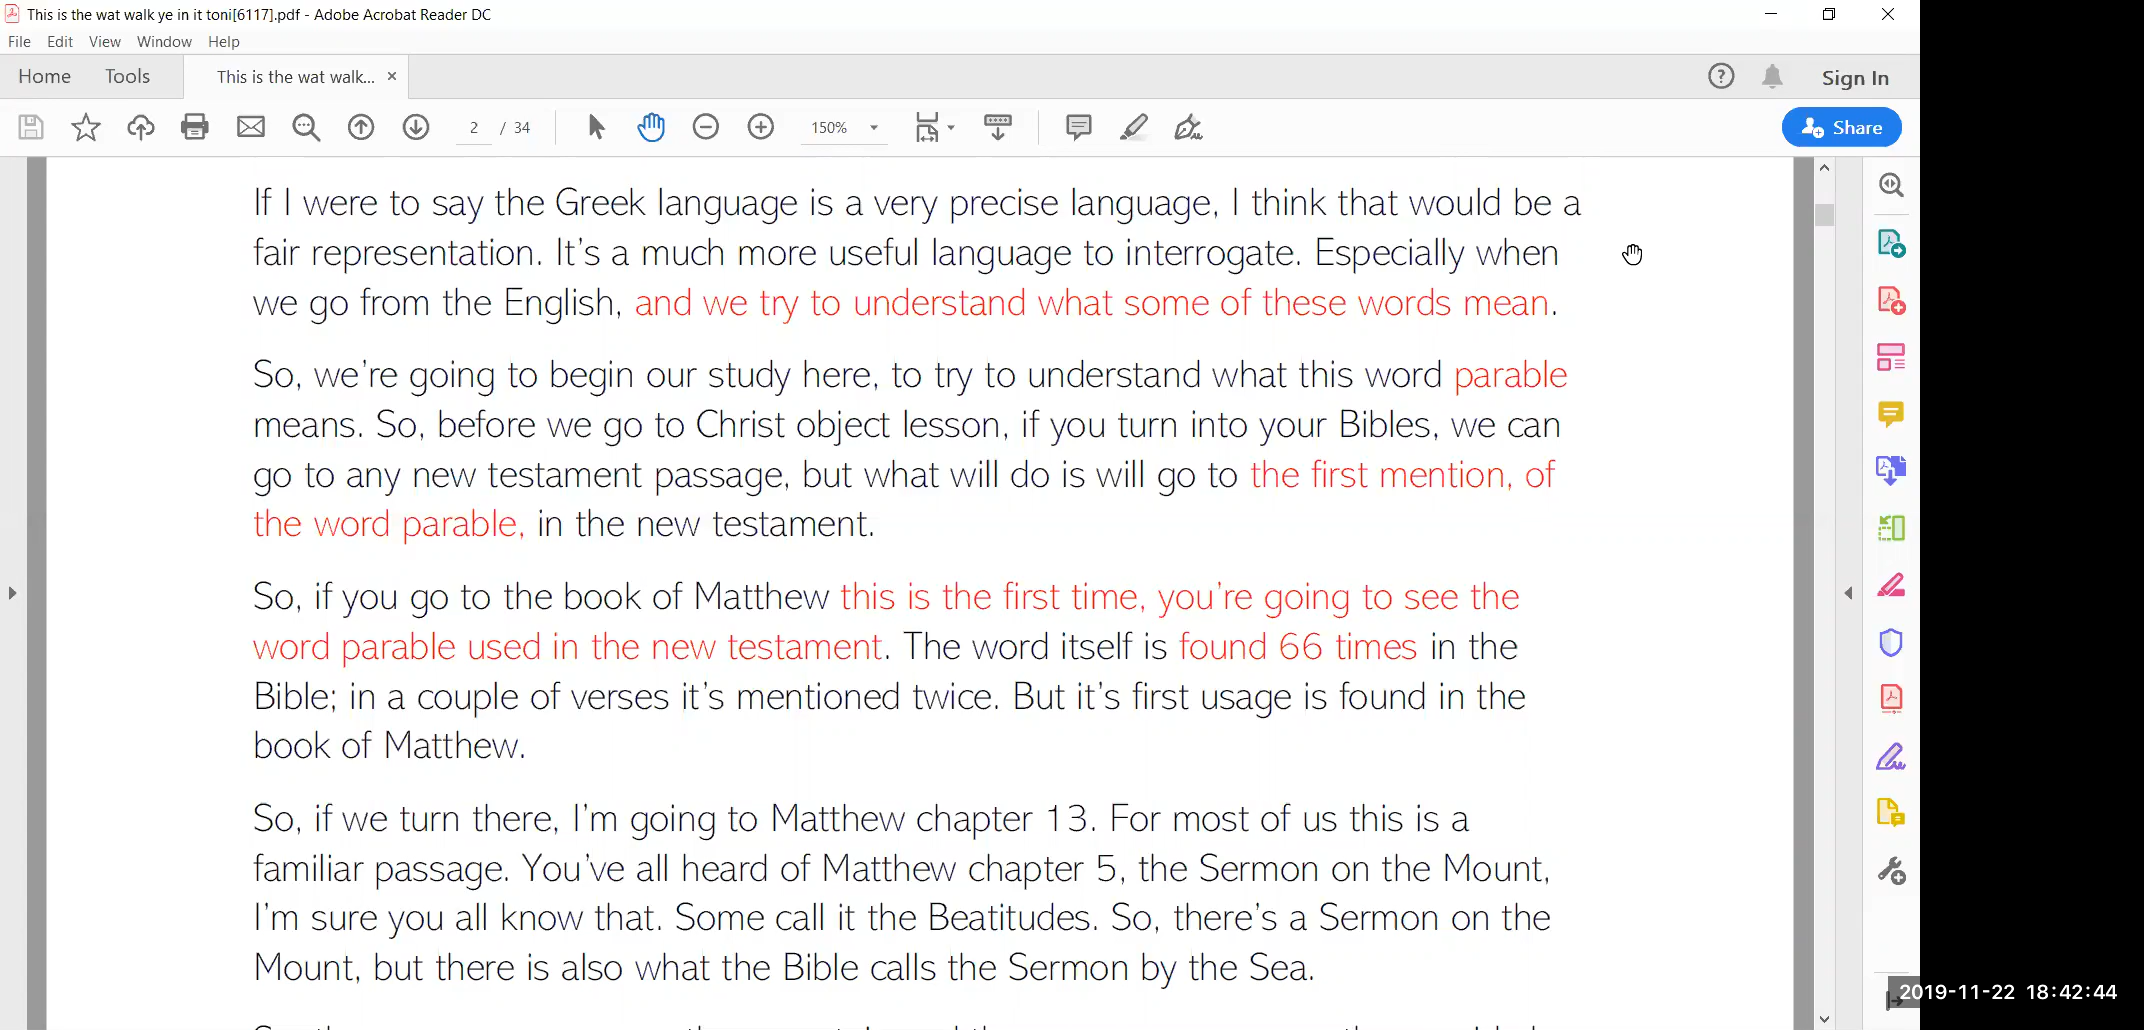 This is the wat walk ye in it toni[6117].pdf - Adobe Acrobat Reader DC
File Edit View Window Help
Home Tools This is the wat walk... × Sign In
2 / 34 150% Share
If I were to say the Greek language is a very precise language, I think that would be a
fair representation. It's a much more useful language to interrogate. Especially when
we go from the English, and we try to understand what some of these words mean.
So, we're going to begin our study here, to try to understand what this word parable
means. So, before we go to Christ object lesson, if you turn into your Bibles, we can
go to any new testament passage, but what will do is will go to the first mention, of
the word parable, in the new testament.
So, if you go to the book of Matthew this is the first time, you're going to see the
word parable used in the new testament. The word itself is found 66 times in the
Bible; in a couple of verses it's mentioned twice. But it's first usage is found in the
book of Matthew.
So, if we turn there, I'm going to Matthew chapter 13. For most of us this is a
familiar passage. You've all heard of Matthew chapter 5, the Sermon on the Mount,
I'm sure you all know that. Some call it the Beatitudes. So, there's a Sermon on the
Mount, but there is also what the Bible calls the Sermon by the Sea.
2019-11-22 18:42:44